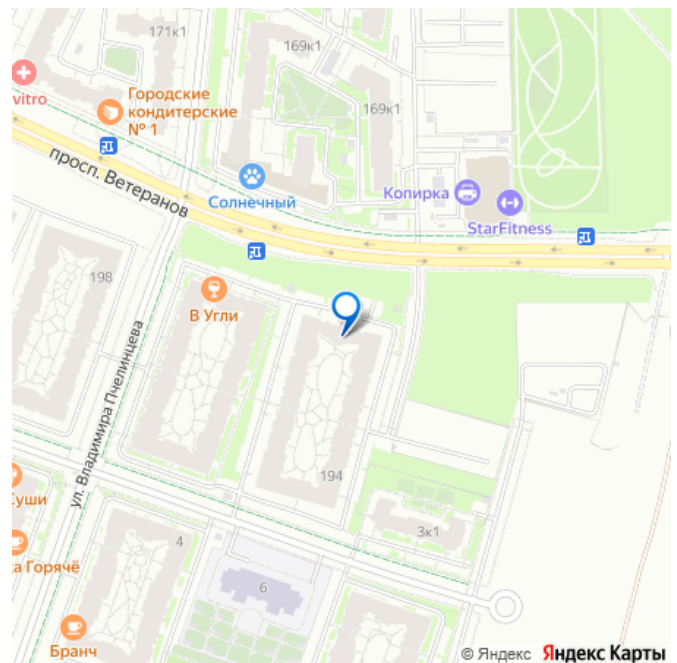 171к1
169к1
vitro
Городские
кондитерские
№ 1
169к1
просп. Ветеранов
Солнечный
Копирка
StarFitness
198
В Угли
ул. Владимира Пчелинцева
194
Суши
3к1
4
а Горячё
6
Бранч
© Яндекс Яндекс Карты